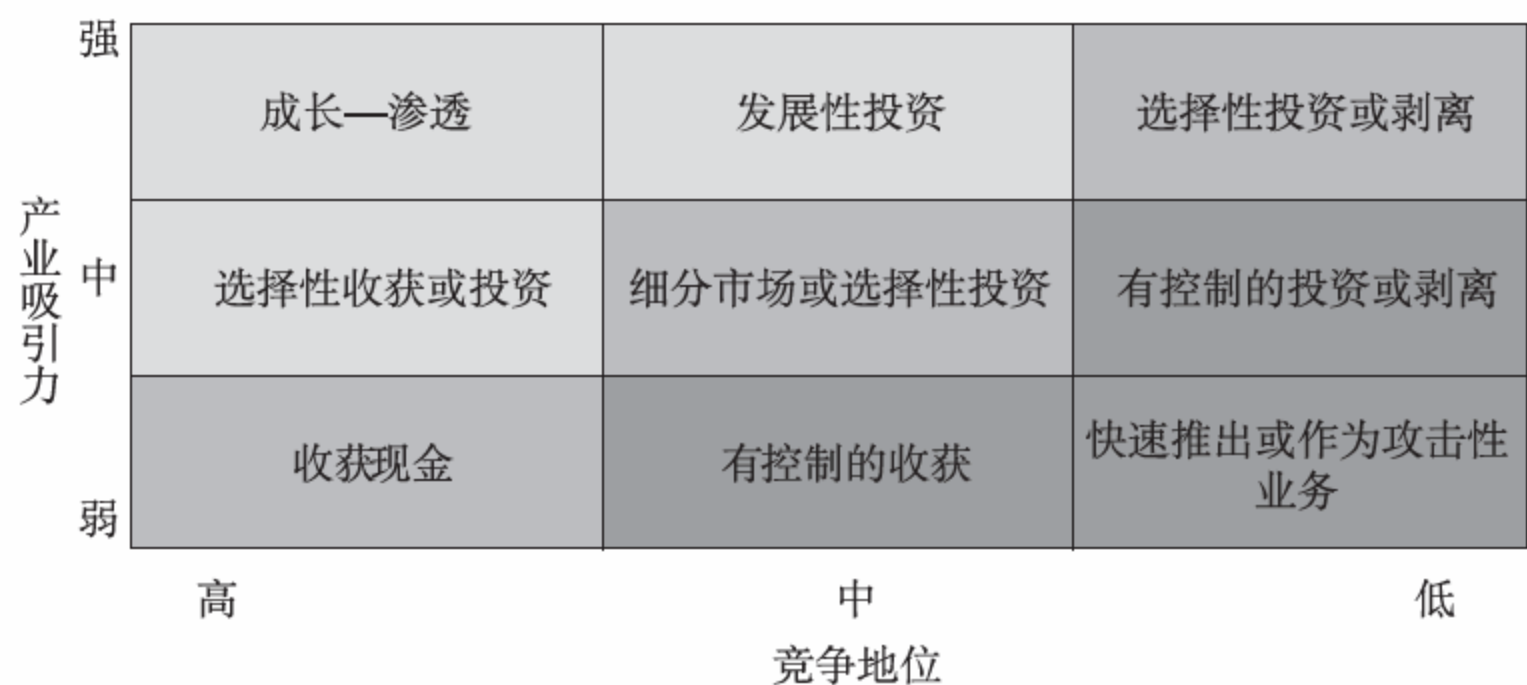 强
成长—渗透
发展性投资
选择性投资或剥离
产业吸引力
中
选择性收获或投资
细分市场或选择性投资
有控制的投资或剥离
弱
收获现金
有控制的收获
快速推出或作为攻击性
业务
高
中
低
竞争地位